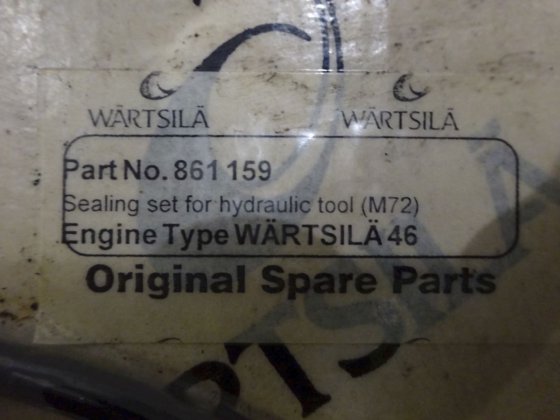 WÄRTSILÄ WÄRTSILÄ
Part No. 861 159
Sealing set for hydraulic tool (M72)
Engine Type WÄRTSILÄ 46
Original Spare Parts